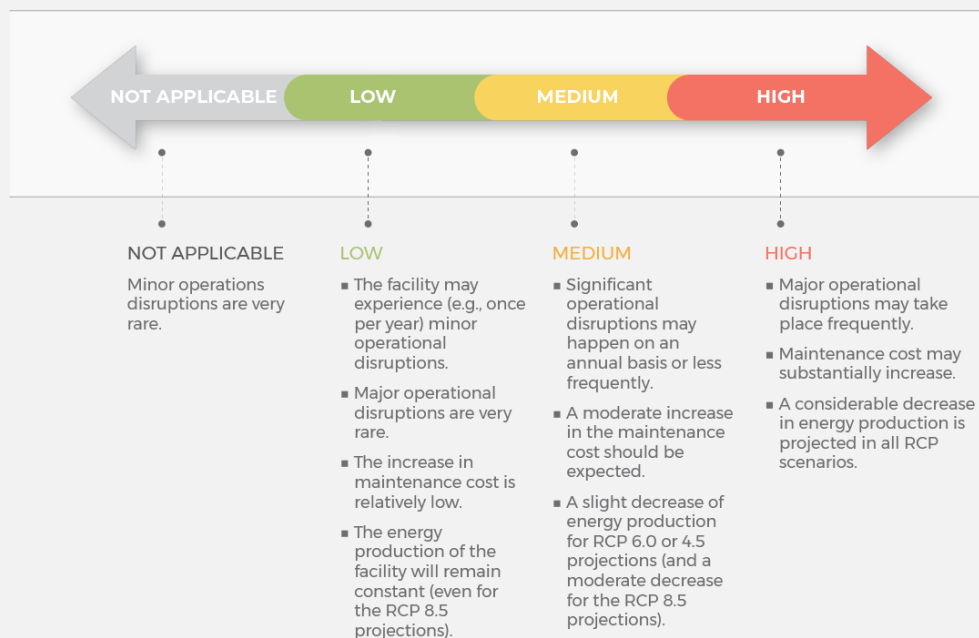 NOT APPLICABLE
LOW
MEDIUM
HIGH
NOT APPLICABLE
Minor operations
disruptions are very
rare.
LOW
▪ The facility may
experience (e.g., once
per year) minor
operational
disruptions.
▪ Major operational
disruptions are very
rare.
▪ The increase in
maintenance cost is
relatively low.
▪ The energy
production of the
facility will remain
constant (even for
the RCP 8.5
projections).
MEDIUM
▪ Significant
operational
disruptions may
happen on an
annual basis or less
frequently.
▪ A moderate increase
in the maintenance
cost should be
expected.
▪ A slight decrease of
energy production
for RCP 6.0 or 4.5
projections (and a
moderate decrease
for the RCP 8.5
projections).
HIGH
▪ Major operational
disruptions may take
place frequently.
▪ Maintenance cost may
substantially increase.
▪ A considerable decrease
in energy production is
projected in all RCP
scenarios.